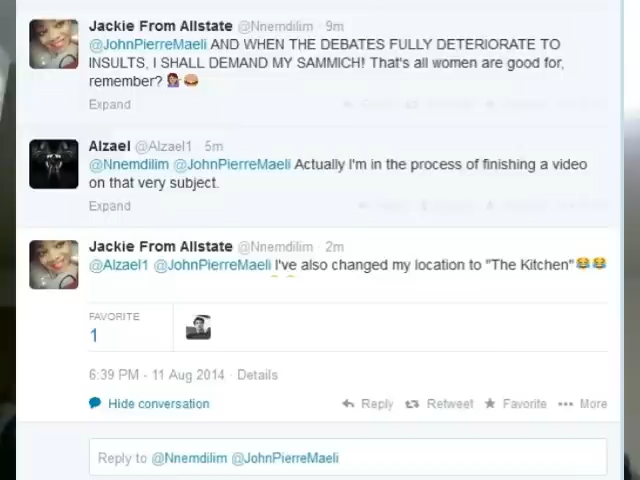 Jackie From Allstate @Nnemdilim · 9m
@JohnPierreMaeli AND WHEN THE DEBATES FULLY DETERIORATE TO
INSULTS, I SHALL DEMAND MY SAMMICH! That's all women are good for,
remember? 💁🏽🍔
Expand
Alzael @Alzael1 · 5m
@Nnemdilim @JohnPierreMaeli Actually I'm in the process of finishing a video
on that very subject.
Expand
Jackie From Allstate @Nnemdilim · 2m
@Alzael1 @JohnPierreMaeli I've also changed my location to "The Kitchen"😂😂
FAVORITE
1
6:39 PM - 11 Aug 2014 · Details
Hide conversation Reply Retweet Favorite More
Reply to @Nnemdilim @JohnPierreMaeli